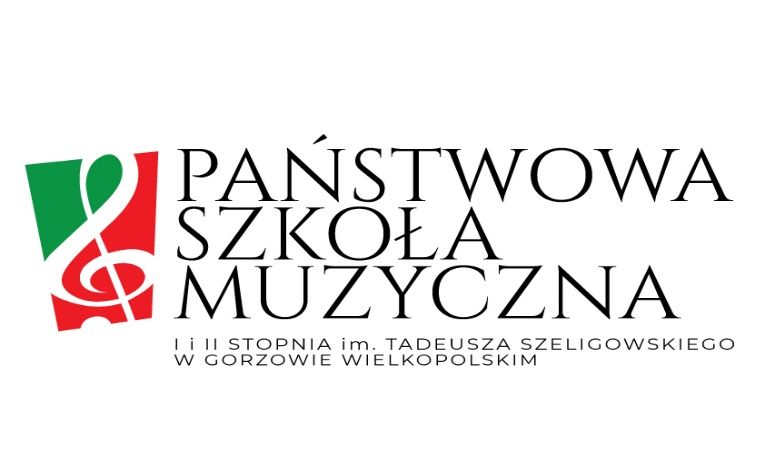 PAŃSTWOWA
SZKOŁA
MUZYCZNA
I i II STOPNIA im. TADEUSZA SZELIGOWSKIEGO
W GORZOWIE WIELKOPOLSKIM